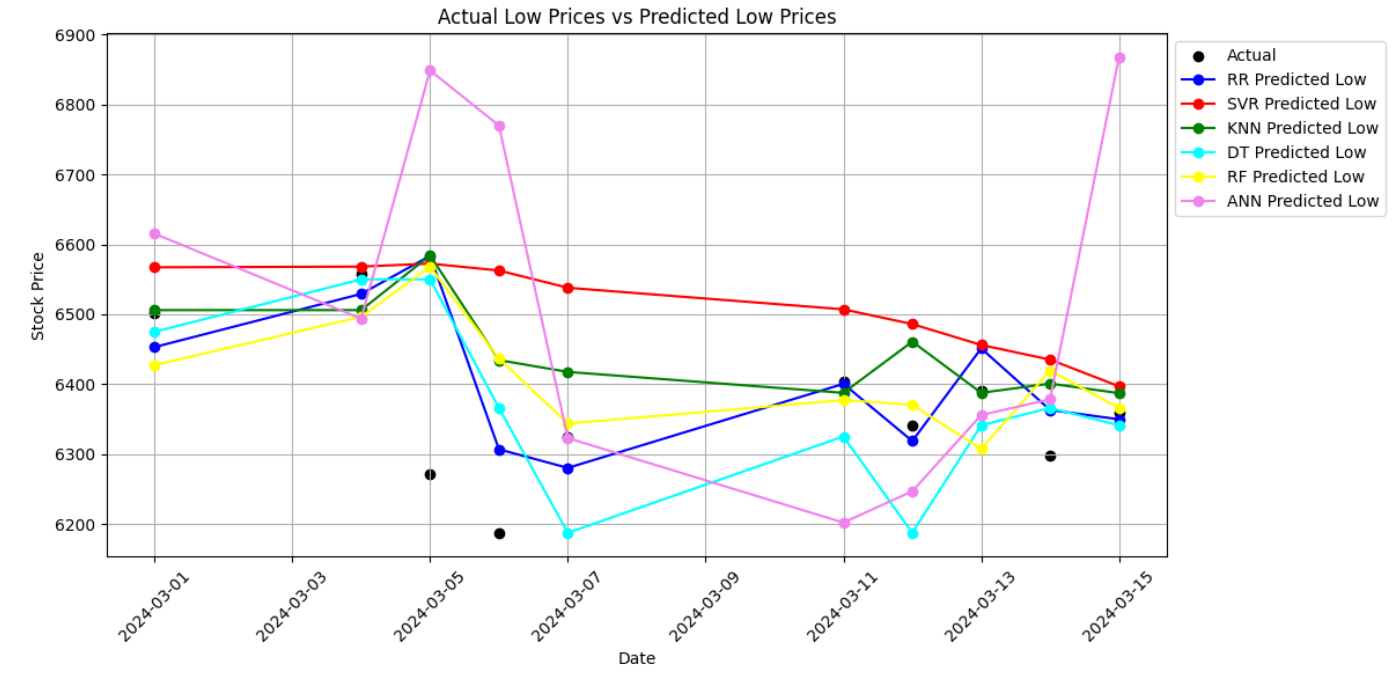 Actual Low Prices vs Predicted Low Prices
6900
6800
6700
6600
6500
6400
6300
6200
Stock Price
2024-03-01
2024-03-03
2024-03-05
2024-03-07
2024-03-09
2024-03-11
2024-03-13
2024-03-15
Date
Actual
RR Predicted Low
SVR Predicted Low
KNN Predicted Low
DT Predicted Low
RF Predicted Low
ANN Predicted Low